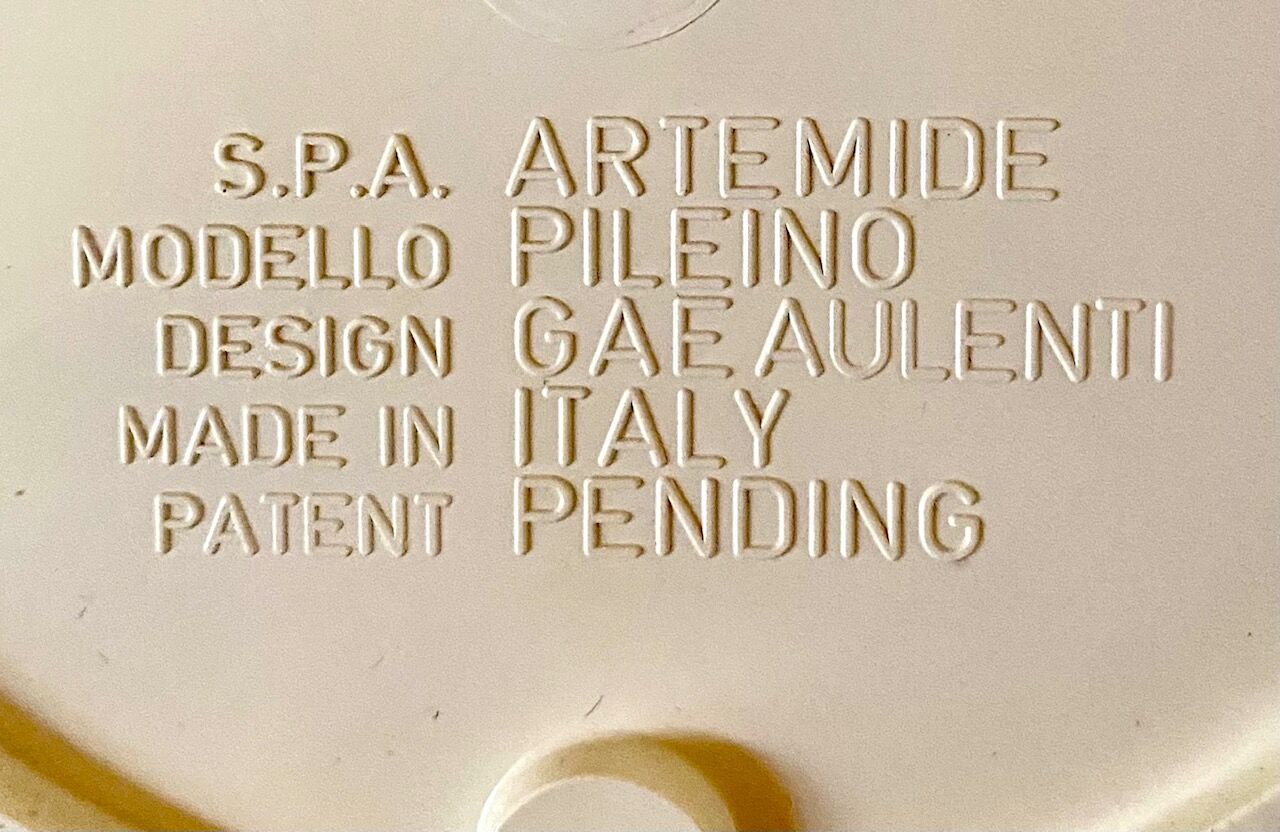 S.P.A. ARTEMIDE
MODELLO PILEINO
DESIGN GAE AULENTI
MADE IN ITALY
PATENT PENDING